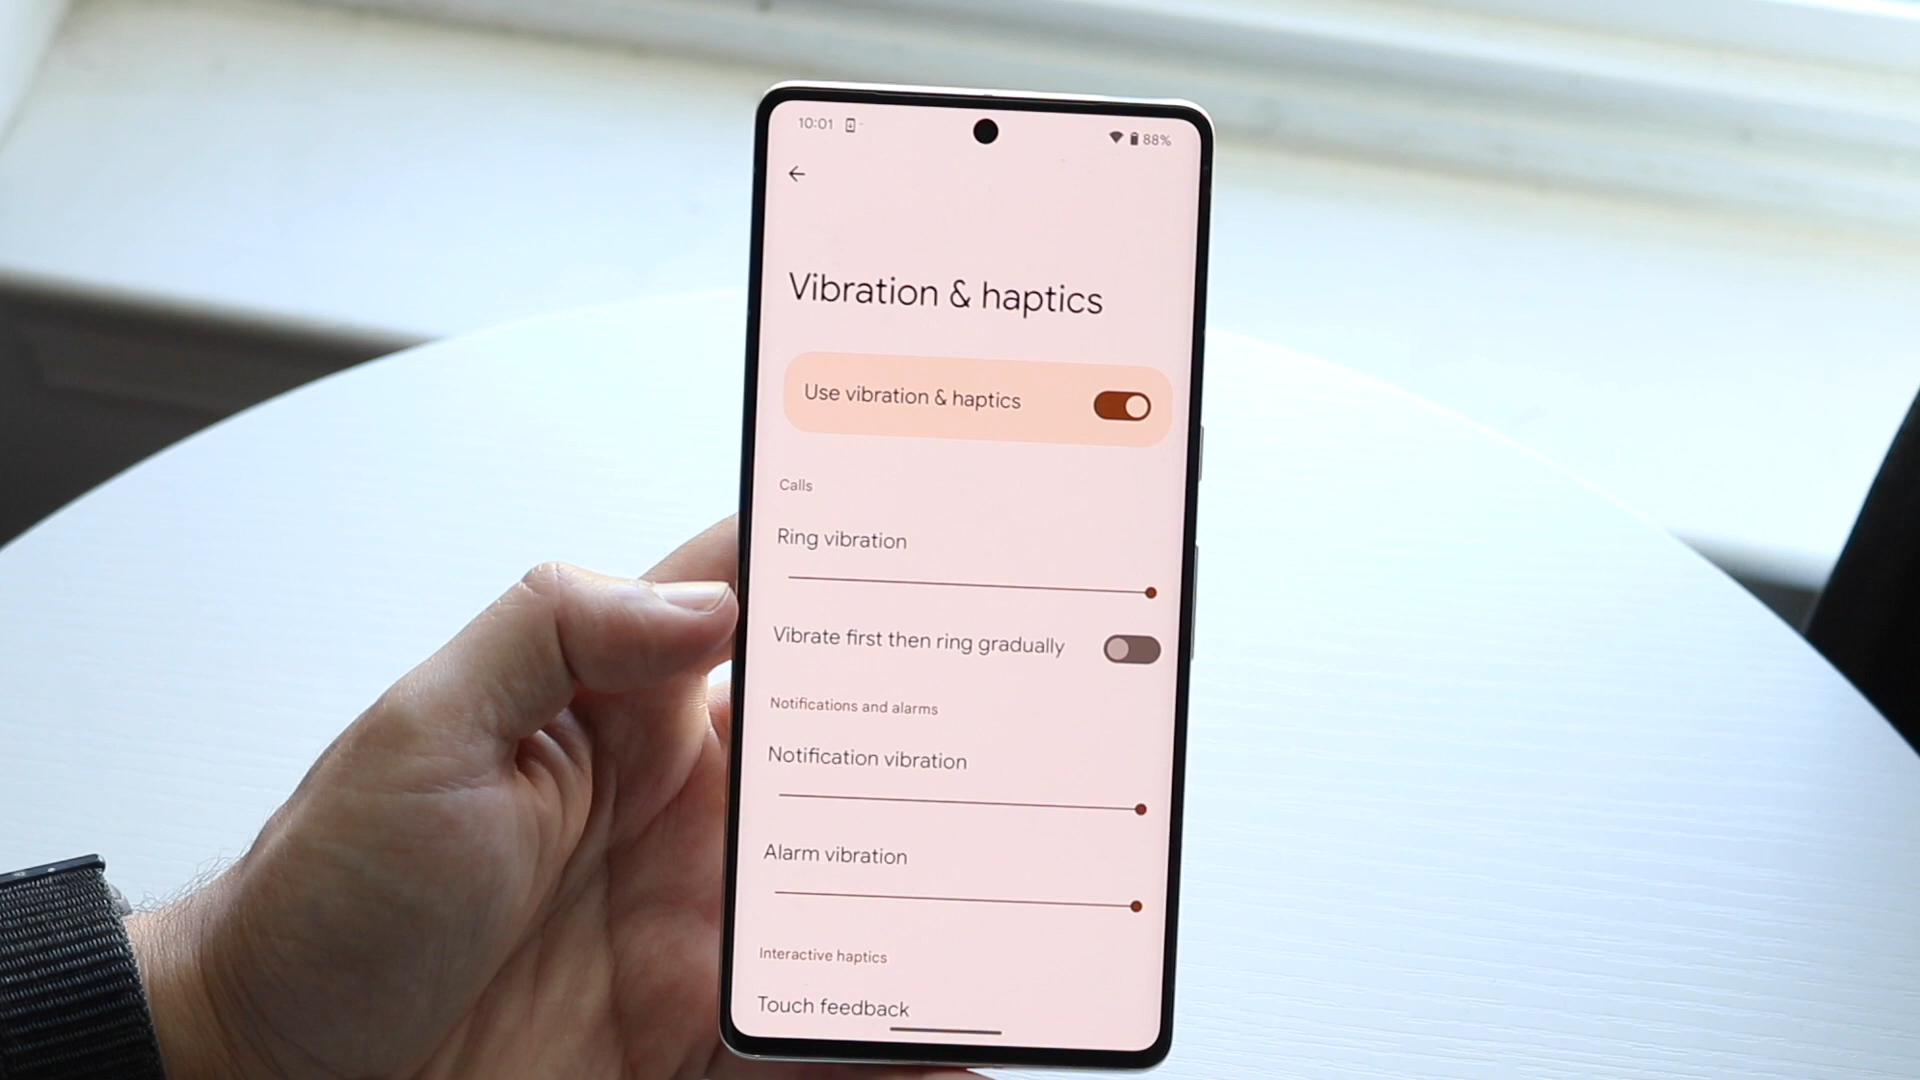 10:01
88%
Vibration & haptics
Use vibration & haptics
Calls
Ring vibration
Vibrate first then ring gradually
Notifications and alarms
Notification vibration
Alarm vibration
Interactive haptics
Touch feedback